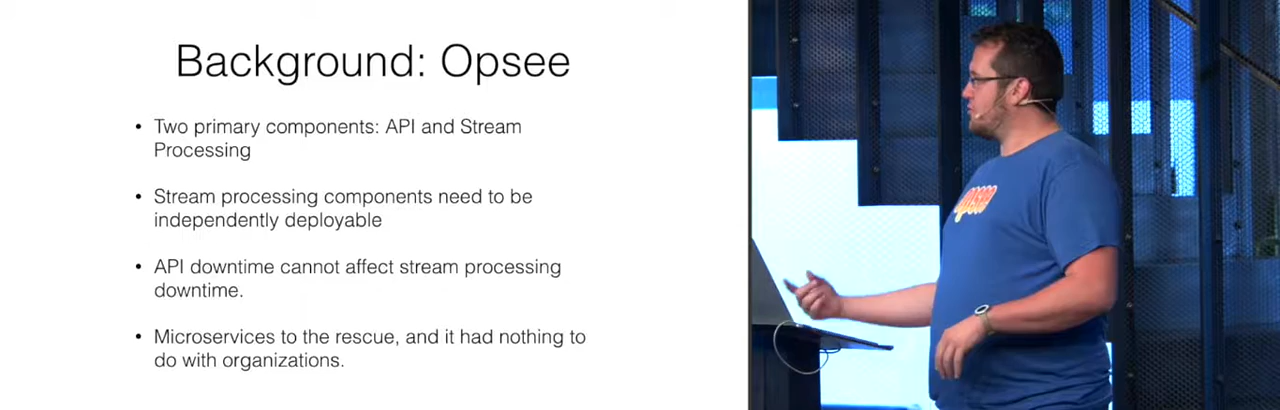 Background: Opsee
• Two primary components: API and Stream
Processing
• Stream processing components need to be
independently deployable
• API downtime cannot affect stream processing
downtime.
• Microservices to the rescue, and it had nothing to
do with organizations.
opsee